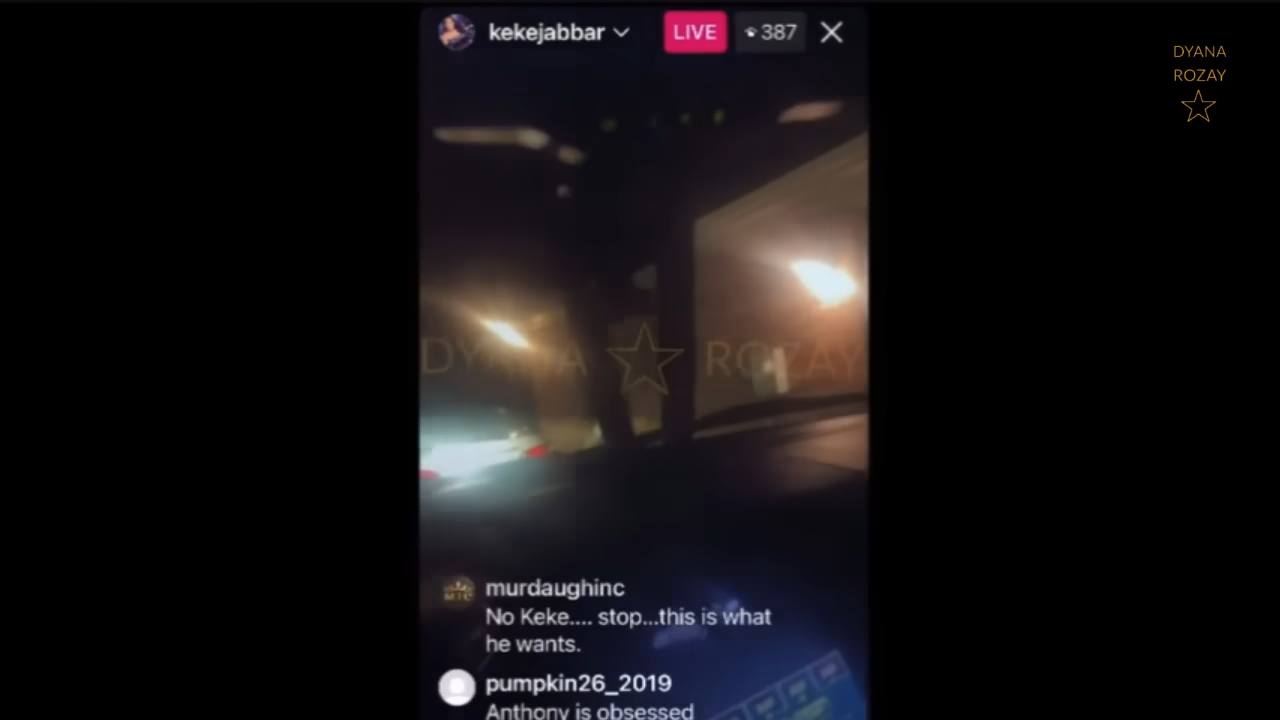 kekejabbar
LIVE
387
DYANA
ROZAY
DYANA ROZAY
murdaughinc
No Keke.... stop...this is what
he wants.
pumpkin26_2019
Anthony is obsessed